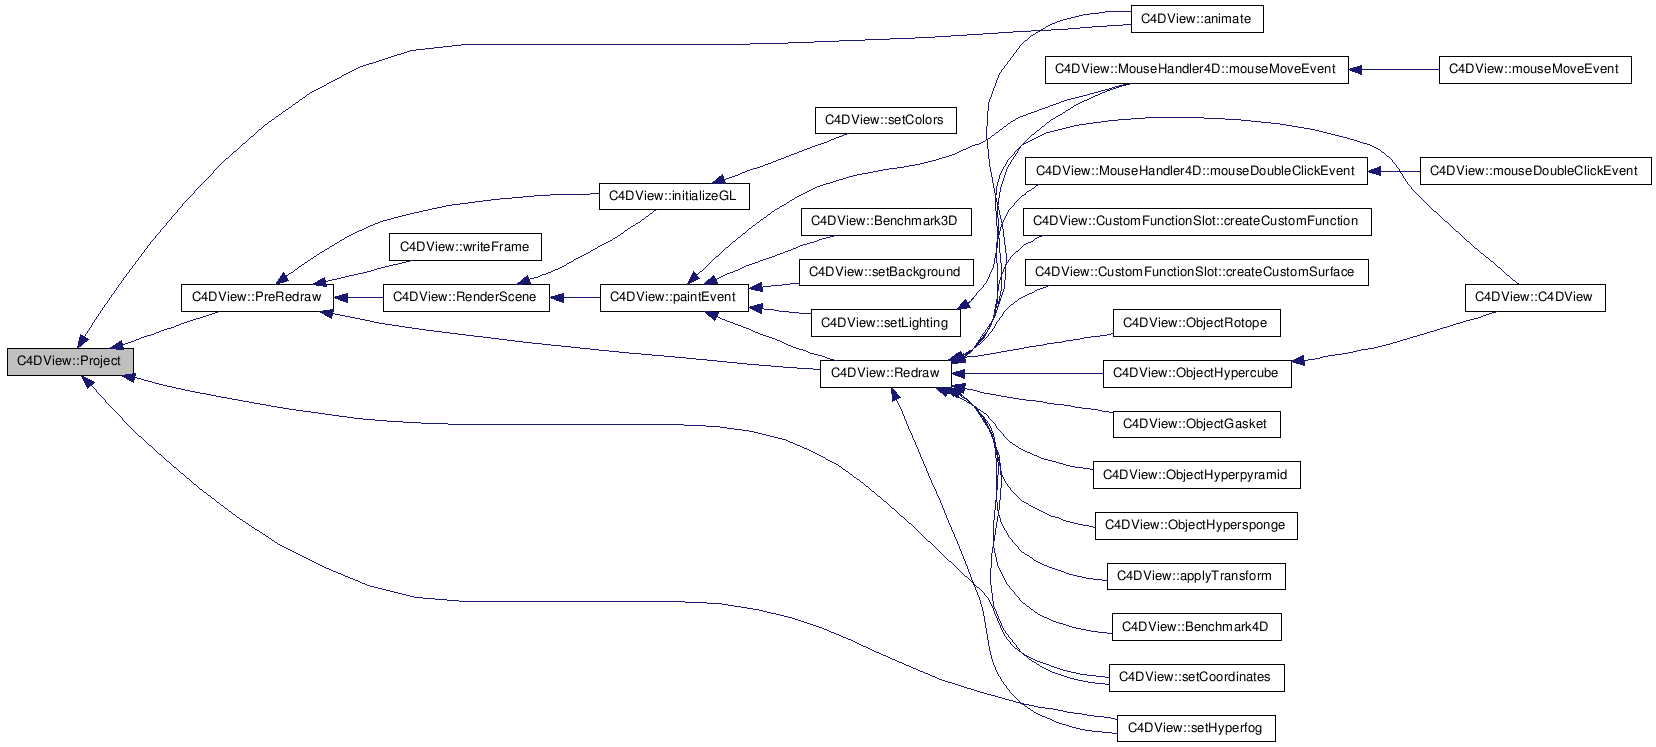 C4DView::animate
C4DView::MouseHandler4D::mouseMoveEvent
C4DView::mouseMoveEvent
C4DView::setColors
C4DView::MouseHandler4D::mouseDoubleClickEvent
C4DView::mouseDoubleClickEvent
C4DView::initializeGL
C4DView::Benchmark3D
C4DView::CustomFunctionSlot::createCustomFunction
C4DView::writeFrame
C4DView::setBackground
C4DView::CustomFunctionSlot::createCustomSurface
C4DView::PreRedraw
C4DView::RenderScene
C4DView::paintEvent
C4DView::C4DView
C4DView::setLighting
C4DView::ObjectRotope
C4DView::Project
C4DView::Redraw
C4DView::ObjectHypercube
C4DView::ObjectGasket
C4DView::ObjectHyperpyramid
C4DView::ObjectHypersponge
C4DView::applyTransform
C4DView::Benchmark4D
C4DView::setCoordinates
C4DView::setHyperfog